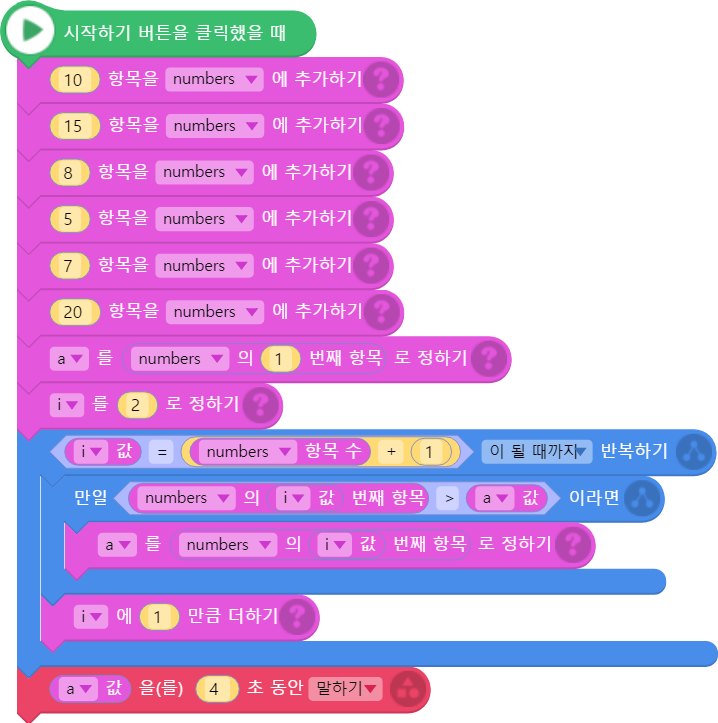 시작하기 버튼을 클릭했을 때
10 항목을 numbers 에 추가하기 ?
15 항목을 numbers 에 추가하기 ?
8 항목을 numbers 에 추가하기 ?
5 항목을 numbers 에 추가하기 ?
7 항목을 numbers 에 추가하기 ?
20 항목을 numbers 에 추가하기 ?
a 를 numbers 의 1 번째 항목 로 정하기 ?
i 를 2 로 정하기 ?
i 값 = numbers 항목 수 + 1 이 될 때까지 반복하기
만일 numbers 의 i 값 번째 항목 > a 값 이라면
a 를 numbers 의 i 값 번째 항목 로 정하기 ?
i 에 1 만큼 더하기 ?
a 값 을(를) 4 초 동안 말하기